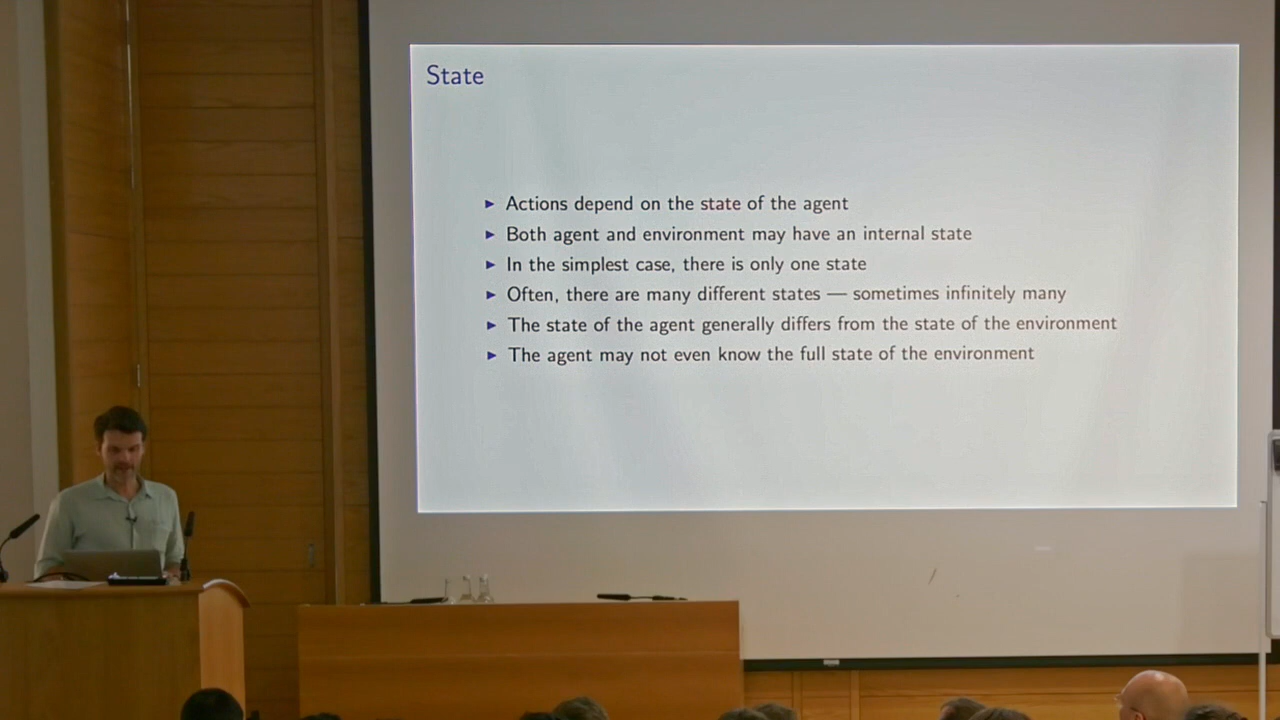 State
▶ Actions depend on the state of the agent
▶ Both agent and environment may have an internal state
▶ In the simplest case, there is only one state
▶ Often, there are many different states — sometimes infinitely many
▶ The state of the agent generally differs from the state of the environment
▶ The agent may not even know the full state of the environment